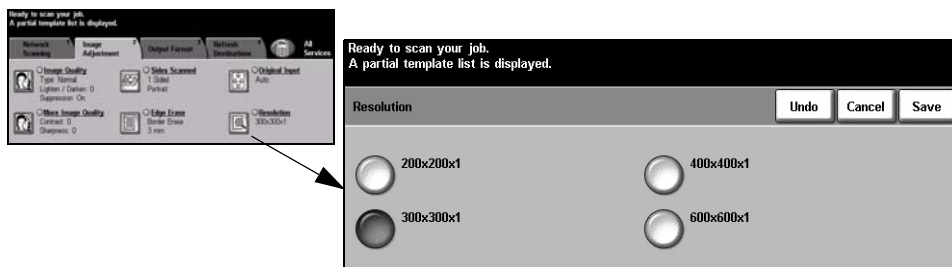 Ready to scan your job.
A partial template list is displayed.
Network Scanning
Image Adjustment
Output Format
Refresh Destinations
All Services
Image Quality
Type: Normal
Lighten / Darken: 0
Suppression: On
Sides Scanned
1 Sided
Portrait
Original Input
Auto
More Image Quality
Contrast: 0
Sharpness: 0
Edge Erase
Border Erase
3 mm
Resolution
300x300x1
Ready to scan your job.
A partial template list is displayed.
Resolution
Undo
Cancel
Save
200x200x1
400x400x1
300x300x1
600x600x1